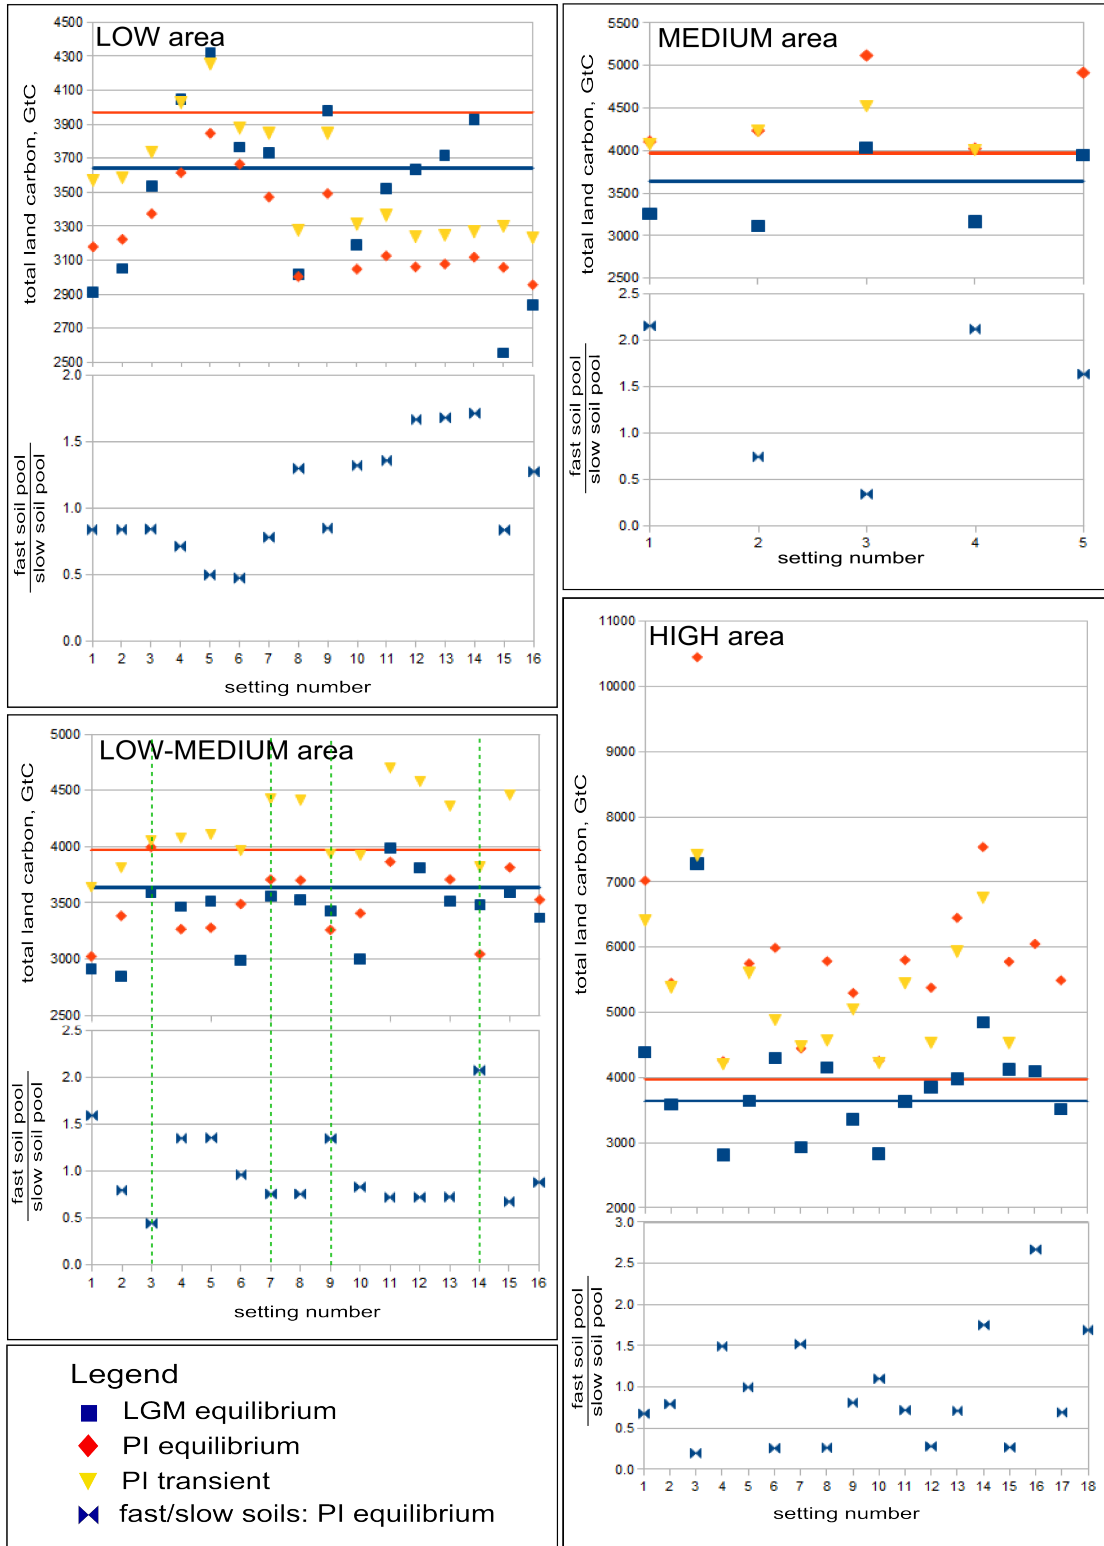 LOW area
4500
4300
4100
3900
3700
3500
3300
3100
2900
2700
2500
total land carbon, GtC
2.0
1.5
1.0
0.5
0.0
fast soil pool
slow soil pool
1 2 3 4 5 6 7 8 9 10 11 12 13 14 15 16
setting number
MEDIUM area
5500
5000
4500
4000
3500
3000
2500
total land carbon, GtC
2.5
2.0
1.5
1.0
0.5
0.0
fast soil pool
slow soil pool
1 2 3 4 5
setting number
LOW-MEDIUM area
5000
4500
4000
3500
3000
2500
total land carbon, GtC
2.5
2.0
1.5
1.0
0.5
0.0
fast soil pool
slow soil pool
1 2 3 4 5 6 7 8 9 10 11 12 13 14 15 16
setting number
HIGH area
11000
10000
9000
8000
7000
6000
5000
4000
3000
2000
total land carbon, GtC
3.0
2.5
2.0
1.5
1.0
0.5
0.0
fast soil pool
slow soil pool
1 2 3 4 5 6 7 8 9 10 11 12 13 14 15 16 17 18
setting number
Legend
LGM equilibrium
PI equilibrium
PI transient
fast/slow soils: PI equilibrium